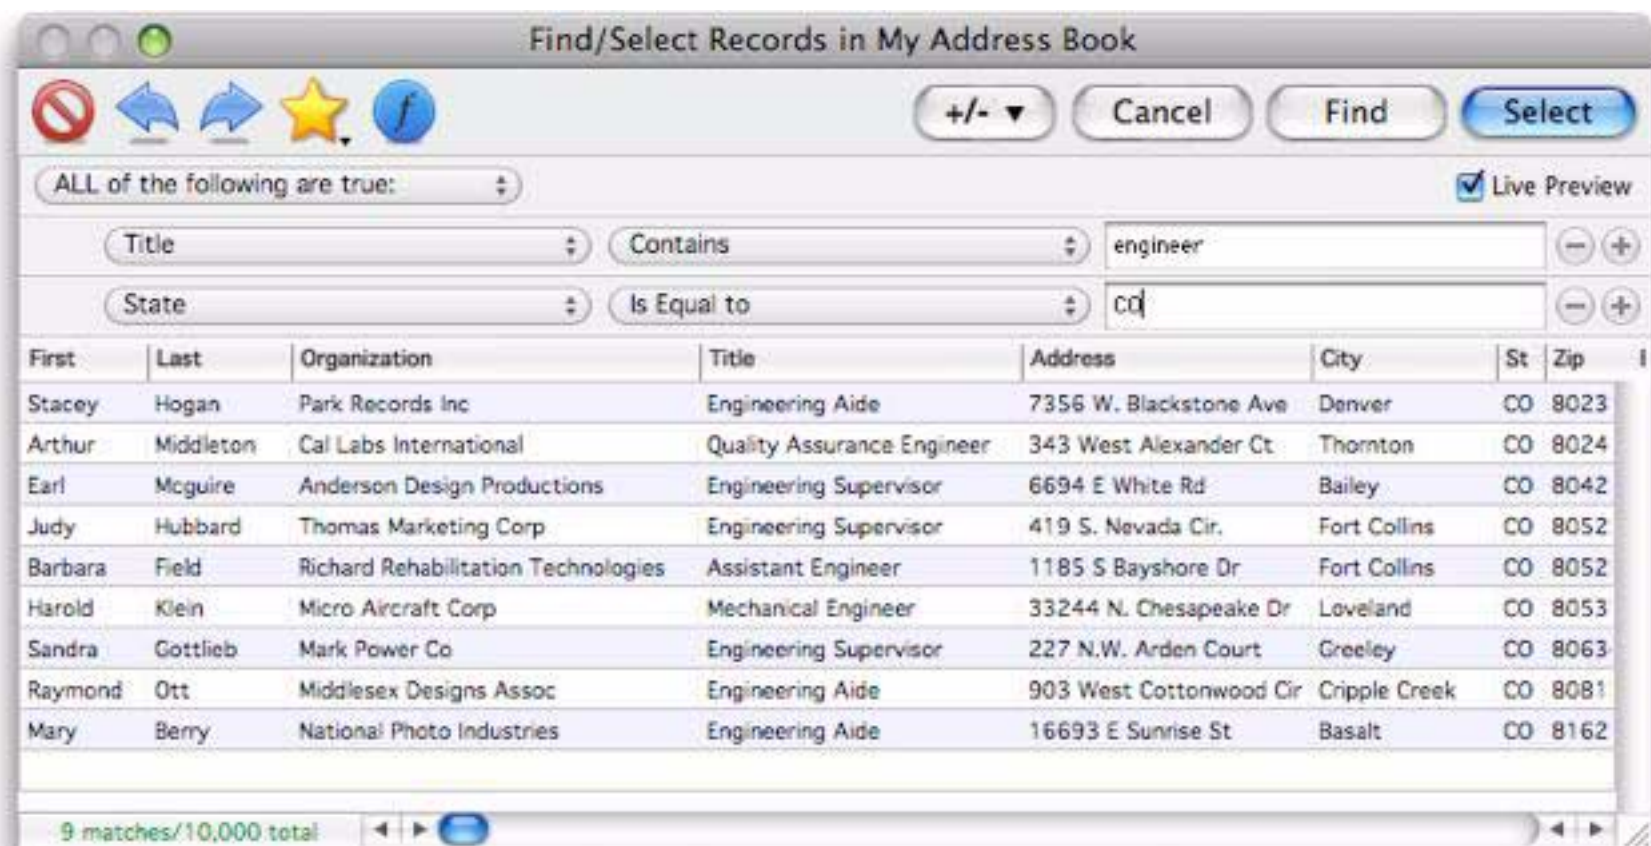 Find/Select Records in My Address Book
+/- ▼ Cancel Find Select
ALL of the following are true: Live Preview
Title Contains engineer
State Is Equal to CO
First Last Organization Title Address City St Zip
Stacey Hogan Park Records Inc Engineering Aide 7356 W. Blackstone Ave Denver CO 8023
Arthur Middleton Cal Labs International Quality Assurance Engineer 343 West Alexander Ct Thornton CO 8024
Earl Mcguire Anderson Design Productions Engineering Supervisor 6694 E White Rd Bailey CO 8042
Judy Hubbard Thomas Marketing Corp Engineering Supervisor 419 S. Nevada Cir. Fort Collins CO 8052
Barbara Field Richard Rehabilitation Technologies Assistant Engineer 1185 S Bayshore Dr Fort Collins CO 8052
Harold Klein Micro Aircraft Corp Mechanical Engineer 33244 N. Chesapeake Dr Loveland CO 8053
Sandra Gottlieb Mark Power Co Engineering Supervisor 227 N.W. Arden Court Greeley CO 8063
Raymond Ott Middlesex Designs Assoc Engineering Aide 903 West Cottonwood Cir Cripple Creek CO 8081
Mary Berry National Photo Industries Engineering Aide 16693 E Sunrise St Basalt CO 8162
9 matches/10,000 total